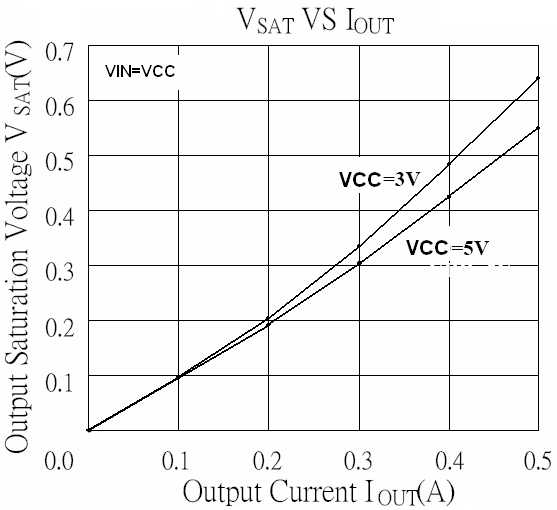 VSAT VS IOUT
Output Saturation Voltage VSAT(V)
0.7
VIN=VCC
0.6
0.5
VCC=3V
0.4
VCC=5V
0.3
0.2
0.1
0.0 0.1 0.2 0.3 0.4 0.5
Output Current IOUT(A)